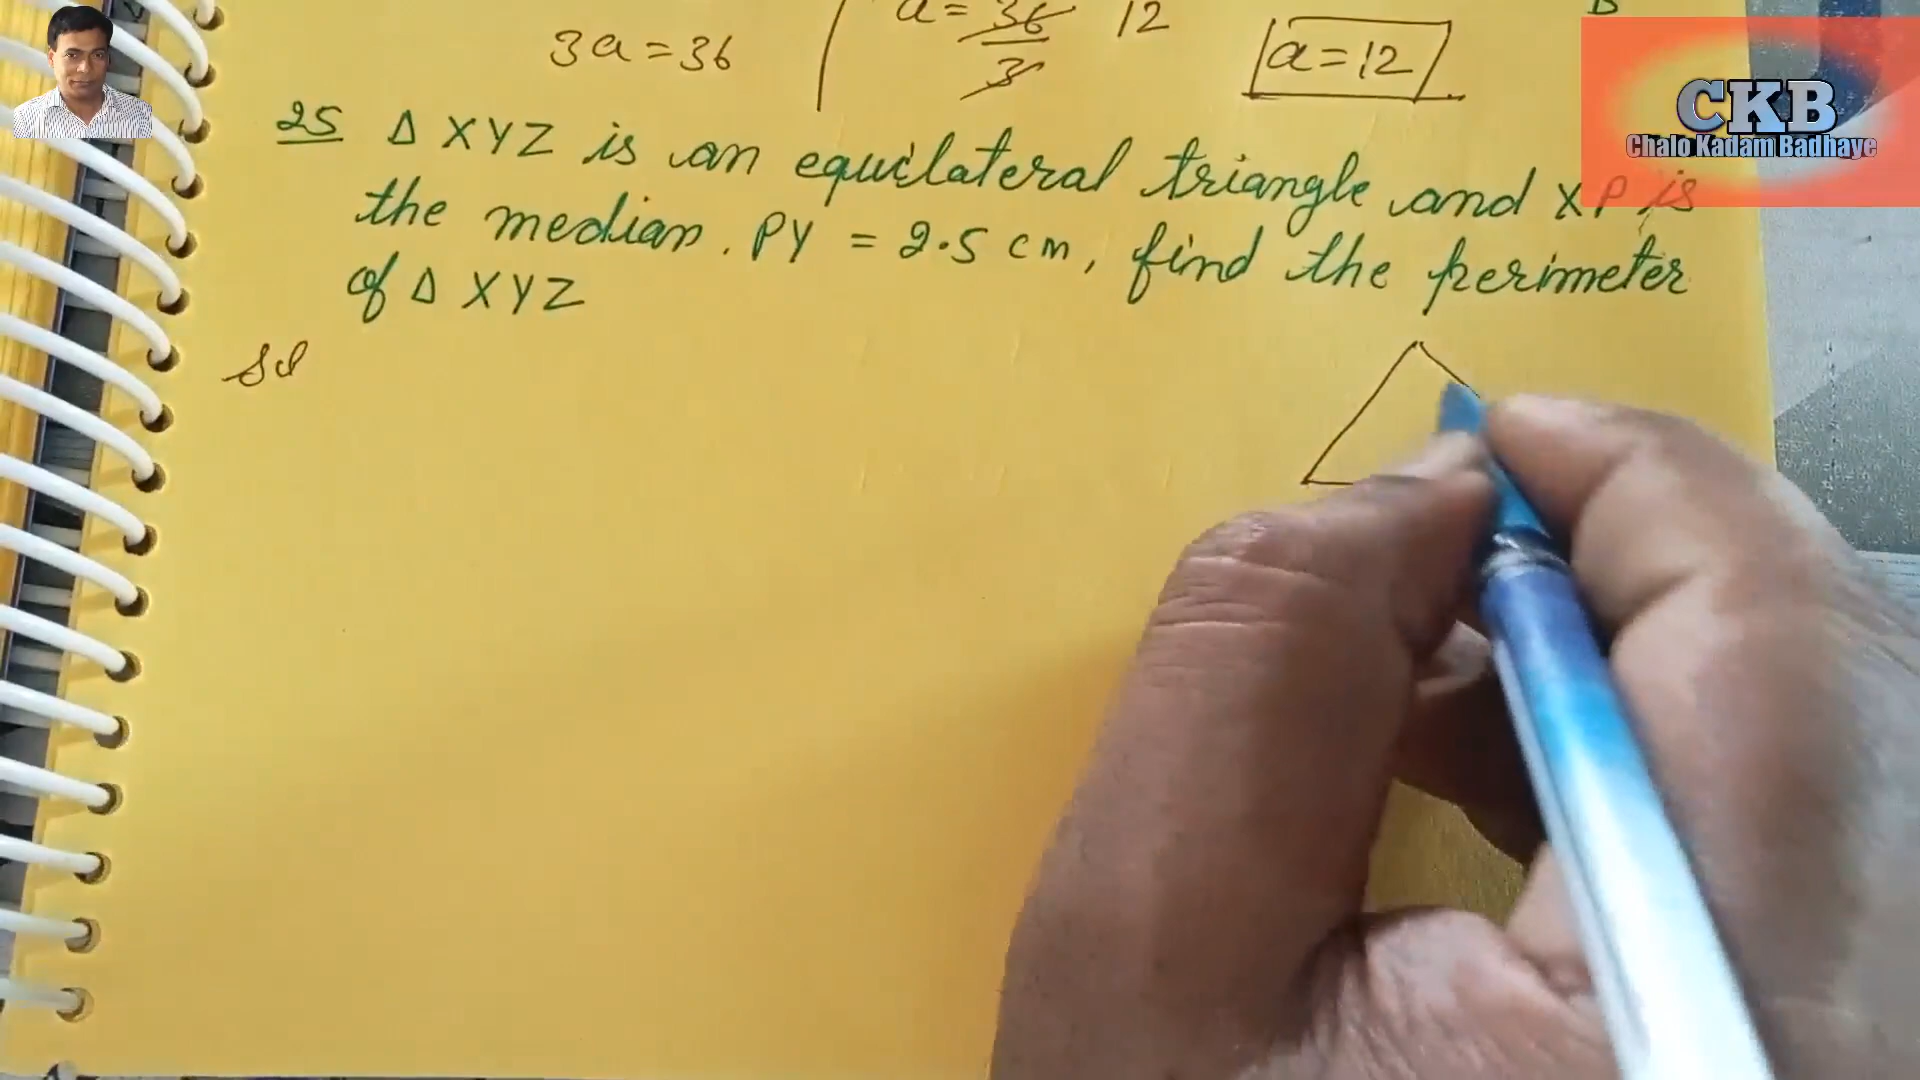 a = 36/3 12
3a = 36
a = 12
CKB
Chalo Kadam Badhaye
25 Δ XYZ is an equilateral triangle and XP is
the median. PY = 2.5 cm, find the perimeter
of Δ XYZ
Sol